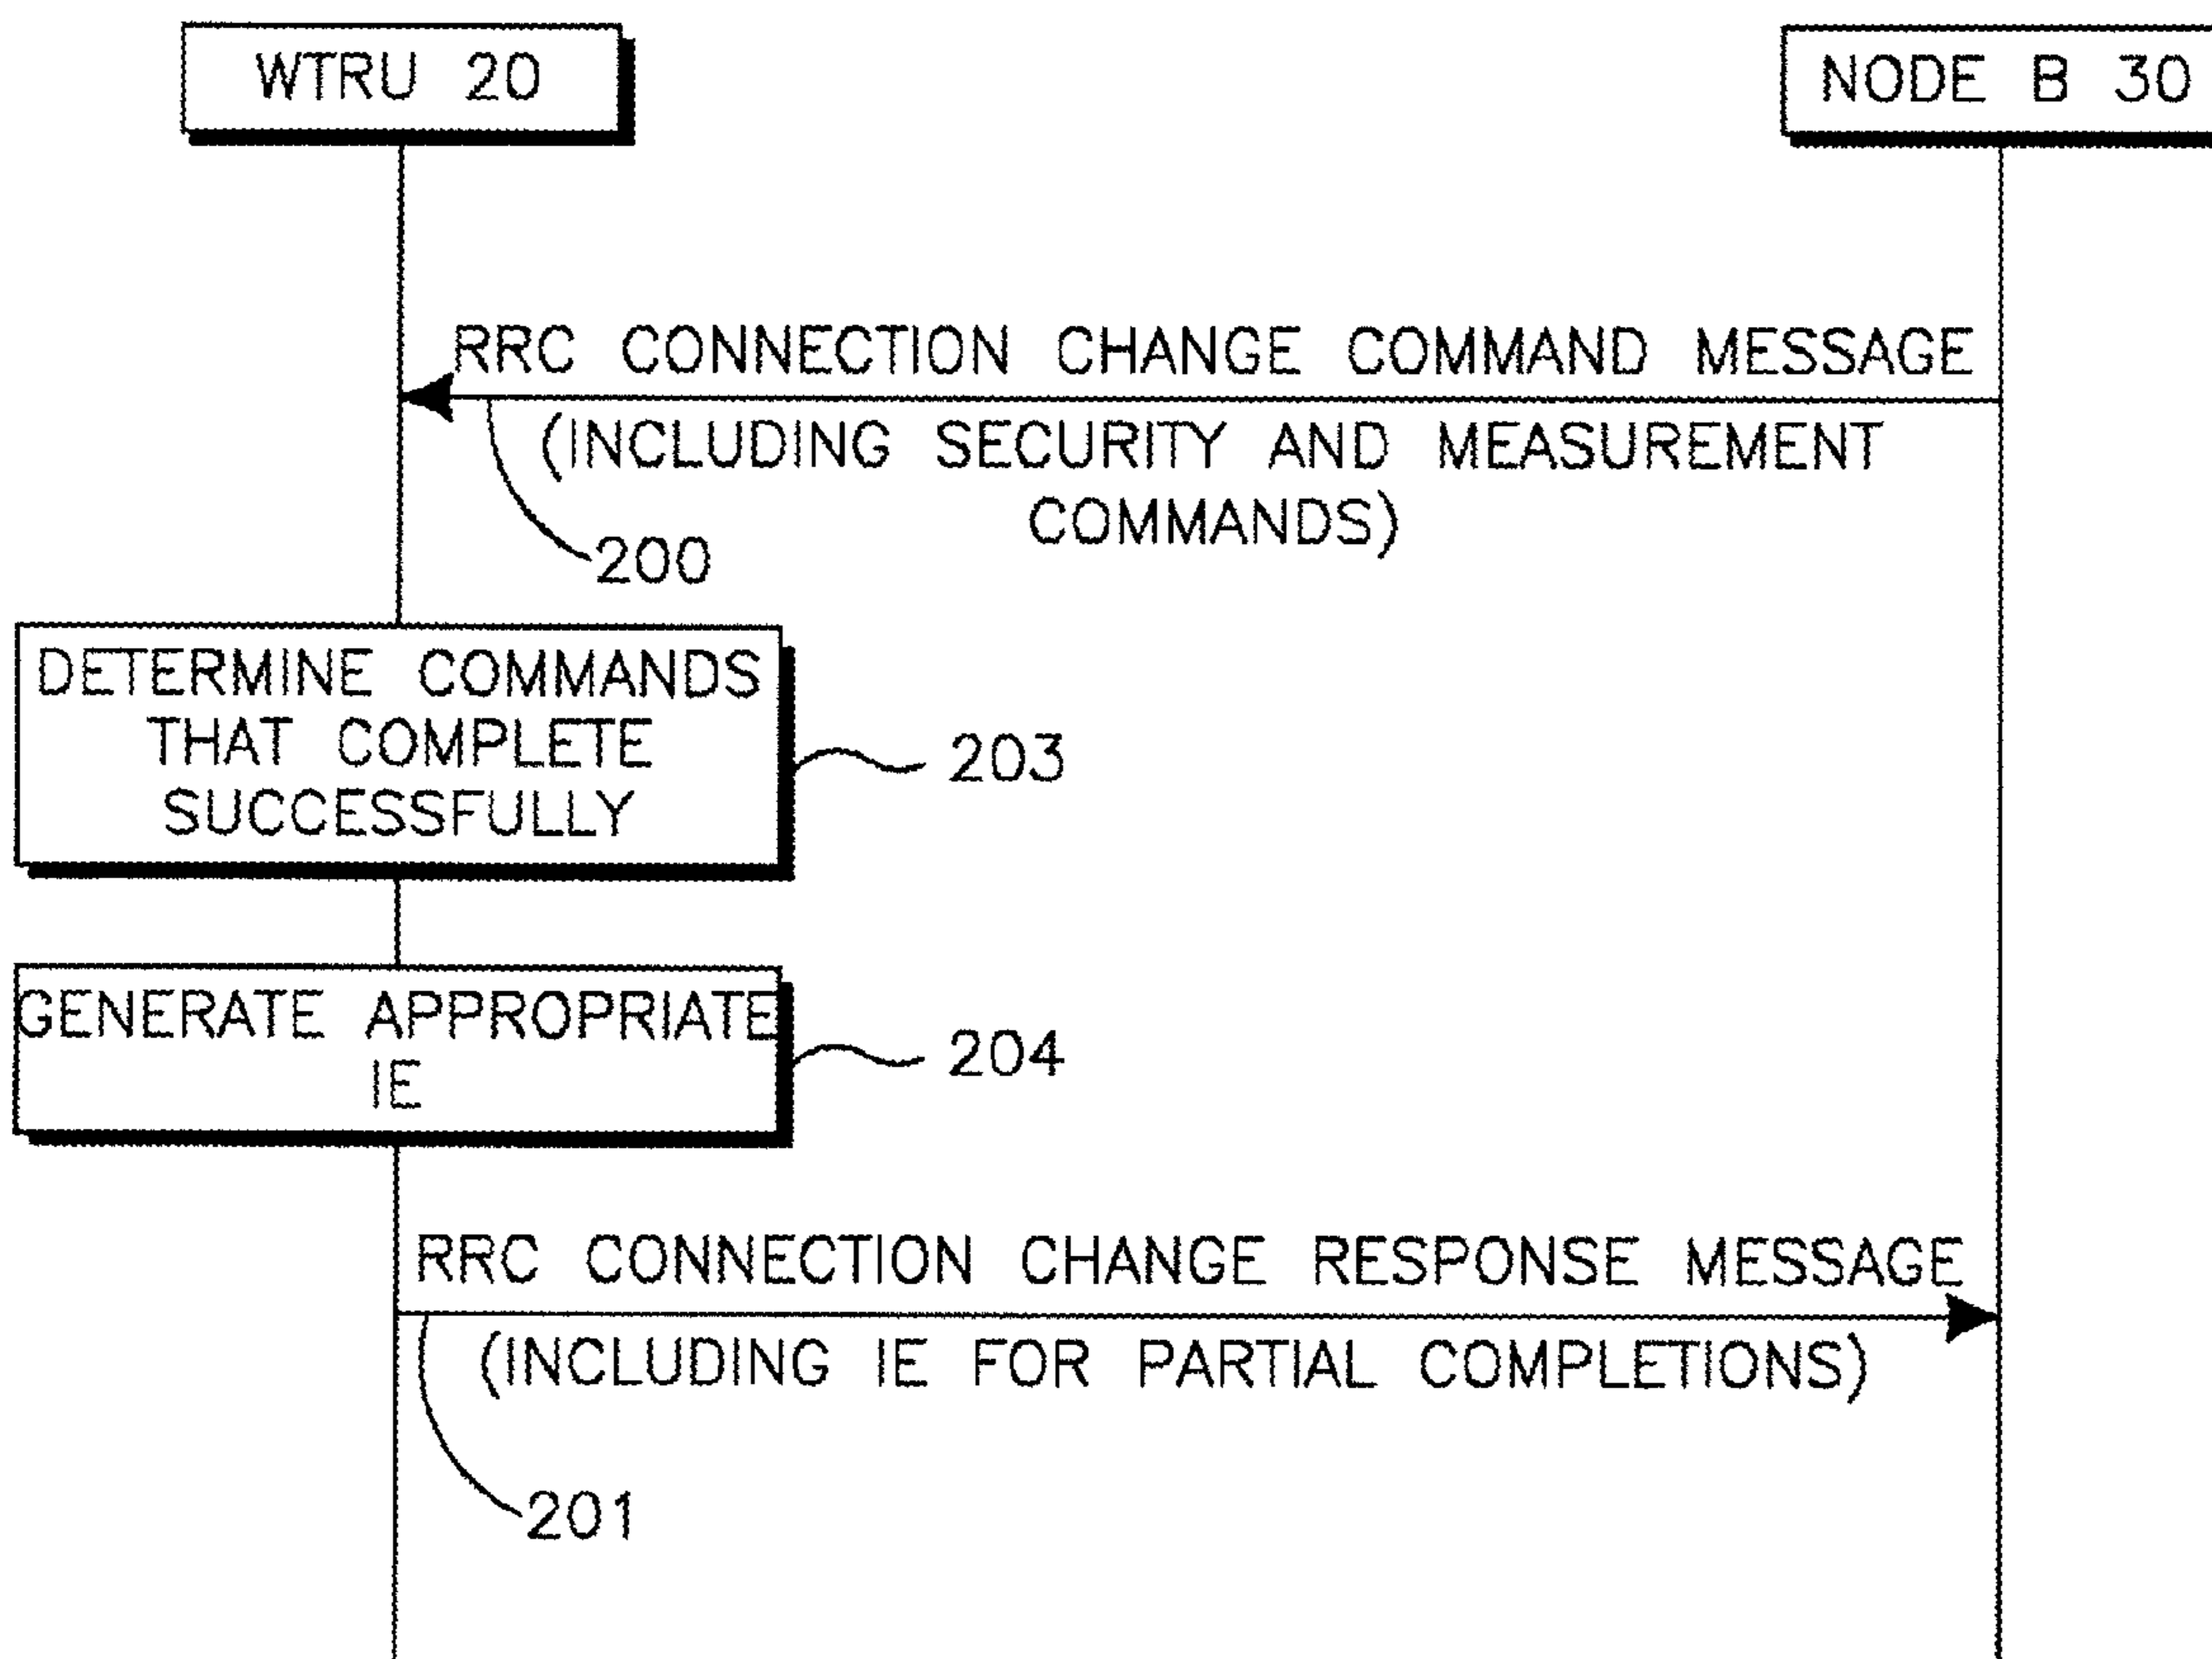 WTRU 20
NODE B 30
RRC CONNECTION CHANGE COMMAND MESSAGE
(INCLUDING SECURITY AND MEASUREMENT
COMMANDS)
200
DETERMINE COMMANDS
THAT COMPLETE
SUCCESSFULLY
203
GENERATE APPROPRIATE
IE
204
RRC CONNECTION CHANGE RESPONSE MESSAGE
(INCLUDING IE FOR PARTIAL COMPLETIONS)
201